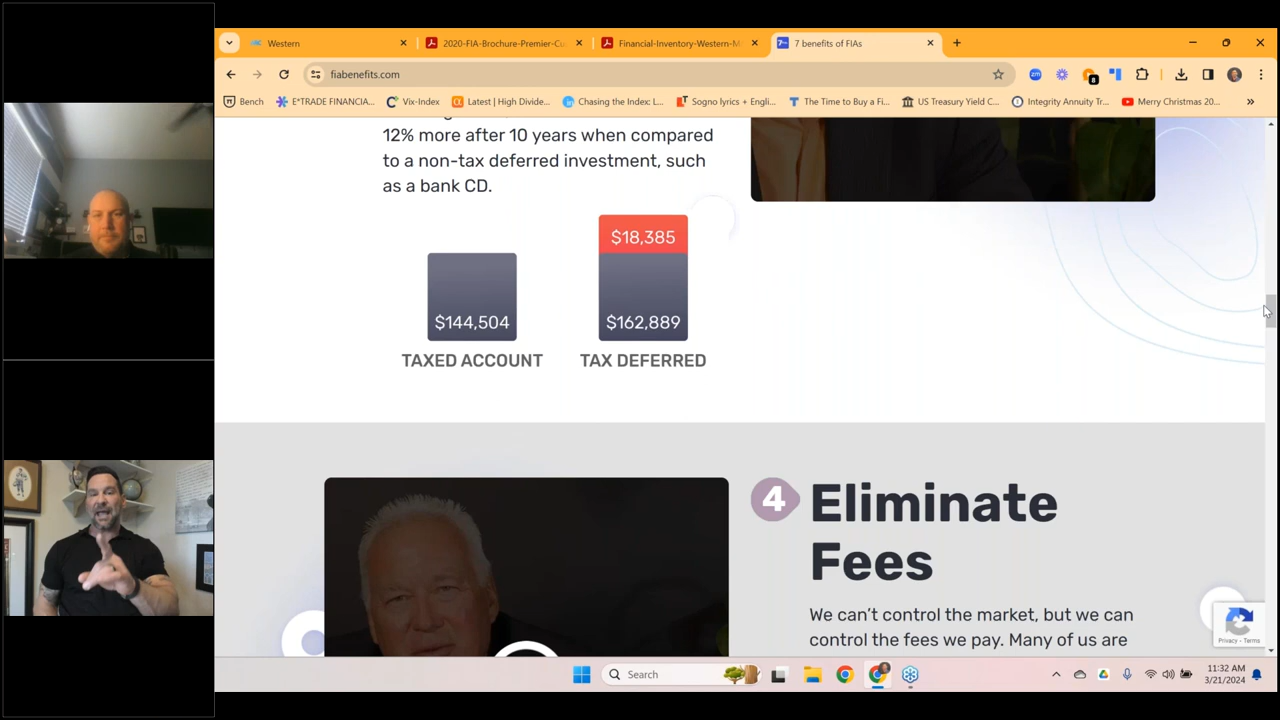 Western
2020-FIA-Brochure-Premier-Cu
Financial-Inventory-Western-M
7 benefits of FIAs
fiabenefits.com
8
Bench
E*TRADE FINANCIA...
Vix-Index
Latest | High Divide...
Chasing the Index: L...
Sogno lyrics + Engli...
The Time to Buy a Fi...
US Treasury Yield C...
Integrity Annuity Tr...
Merry Christmas 20...
12% more after 10 years when compared
to a non-tax deferred investment, such
as a bank CD.
$18,385
$144,504
$162,889
TAXED ACCOUNT
TAX DEFERRED
4
Eliminate
Fees
We can’t control the market, but we can
control the fees we pay. Many of us are
Privacy - Terms
Search
11:32 AM
3/21/2024